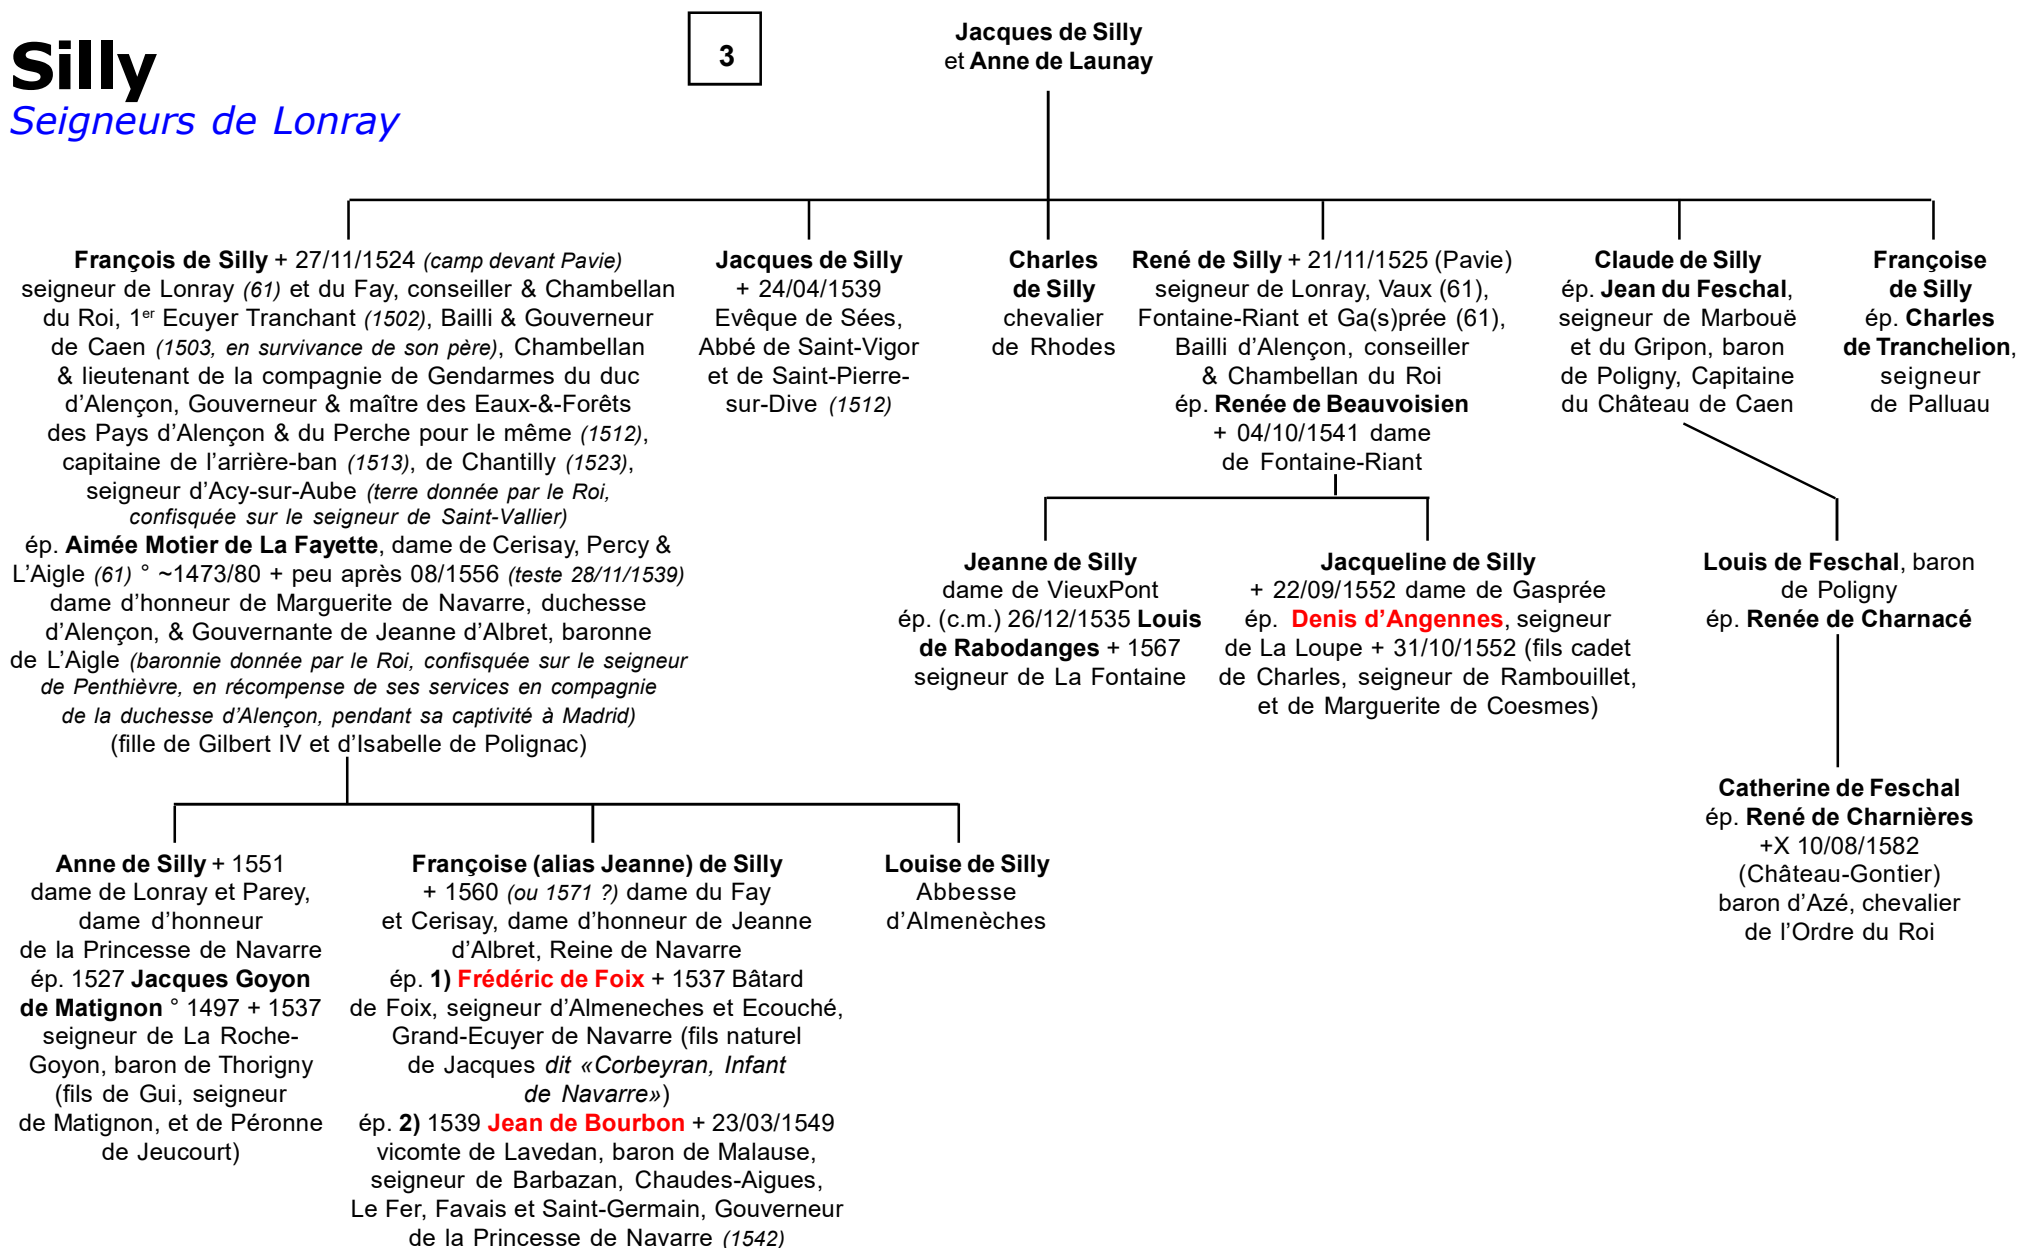 Silly
Seigneurs de Lonray
3
Jacques de Silly
et Anne de Launay
François de Silly + 27/11/1524 (camp devant Pavie)
seigneur de Lonray (61) et du Fay, conseiller & Chambellan
du Roi, 1er Ecuyer Tranchant (1502), Bailli & Gouverneur
de Caen (1503, en survivance de son père), Chambellan
& lieutenant de la compagnie de Gendarmes du duc
d’Alençon, Gouverneur & maître des Eaux-&-Forêts
des Pays d’Alençon & du Perche pour le même (1512),
capitaine de l’arrière-ban (1513), de Chantilly (1523),
seigneur d’Acy-sur-Aube (terre donnée par le Roi,
confisquée sur le seigneur de Saint-Vallier)
ép. Aimée Motier de La Fayette, dame de Cerisay, Percy &
L’Aigle (61) ° ~1473/80 + peu après 08/1556 (teste 28/11/1539)
dame d’honneur de Marguerite de Navarre, duchesse
d’Alençon, & Gouvernante de Jeanne d’Albret, baronne
de L’Aigle (baronnie donnée par le Roi, confisquée sur le seigneur
de Penthièvre, en récompense de ses services en compagnie
de la duchesse d’Alençon, pendant sa captivité à Madrid)
(fille de Gilbert IV et d’Isabelle de Polignac)
Jacques de Silly
+ 24/04/1539
Evêque de Sées,
Abbé de Saint-Vigor
et de Saint-Pierre-
sur-Dive (1512)
Charles
de Silly
chevalier
de Rhodes
René de Silly + 21/11/1525 (Pavie)
seigneur de Lonray, Vaux (61),
Fontaine-Riant et Ga(s)prée (61),
Bailli d’Alençon, conseiller
& Chambellan du Roi
ép. Renée de Beauvoisien
+ 04/10/1541 dame
de Fontaine-Riant
Claude de Silly
ép. Jean du Feschal,
seigneur de Marbouë
et du Gripon, baron
de Poligny, Capitaine
du Château de Caen
Françoise
de Silly
ép. Charles
de Tranchelion,
seigneur
de Palluau
Jeanne de Silly
dame de VieuxPont
ép. (c.m.) 26/12/1535 Louis
de Rabodanges + 1567
seigneur de La Fontaine
Jacqueline de Silly
+ 22/09/1552 dame de Gasprée
ép. Denis d’Angennes, seigneur
de La Loupe + 31/10/1552 (fils cadet
de Charles, seigneur de Rambouillet,
et de Marguerite de Coesmes)
Louis de Feschal, baron
de Poligny
ép. Renée de Charnacé
Catherine de Feschal
ép. René de Charnières
+X 10/08/1582
(Château-Gontier)
baron d’Azé, chevalier
de l’Ordre du Roi
Anne de Silly + 1551
dame de Lonray et Parey,
dame d’honneur
de la Princesse de Navarre
ép. 1527 Jacques Goyon
de Matignon ° 1497 + 1537
seigneur de La Roche-
Goyon, baron de Thorigny
(fils de Gui, seigneur
de Matignon, et de Péronne
de Jeucourt)
Françoise (alias Jeanne) de Silly
+ 1560 (ou 1571 ?) dame du Fay
et Cerisay, dame d’honneur de Jeanne
d’Albret, Reine de Navarre
ép. 1) Frédéric de Foix + 1537 Bâtard
de Foix, seigneur d’Almeneches et Ecouché,
Grand-Ecuyer de Navarre (fils naturel
de Jacques dit «Corbeyran, Infant
de Navarre»)
ép. 2) 1539 Jean de Bourbon + 23/03/1549
vicomte de Lavedan, baron de Malause,
seigneur de Barbazan, Chaudes-Aigues,
Le Fer, Favais et Saint-Germain, Gouverneur
de la Princesse de Navarre (1542)
Louise de Silly
Abbesse
d’Almenèches